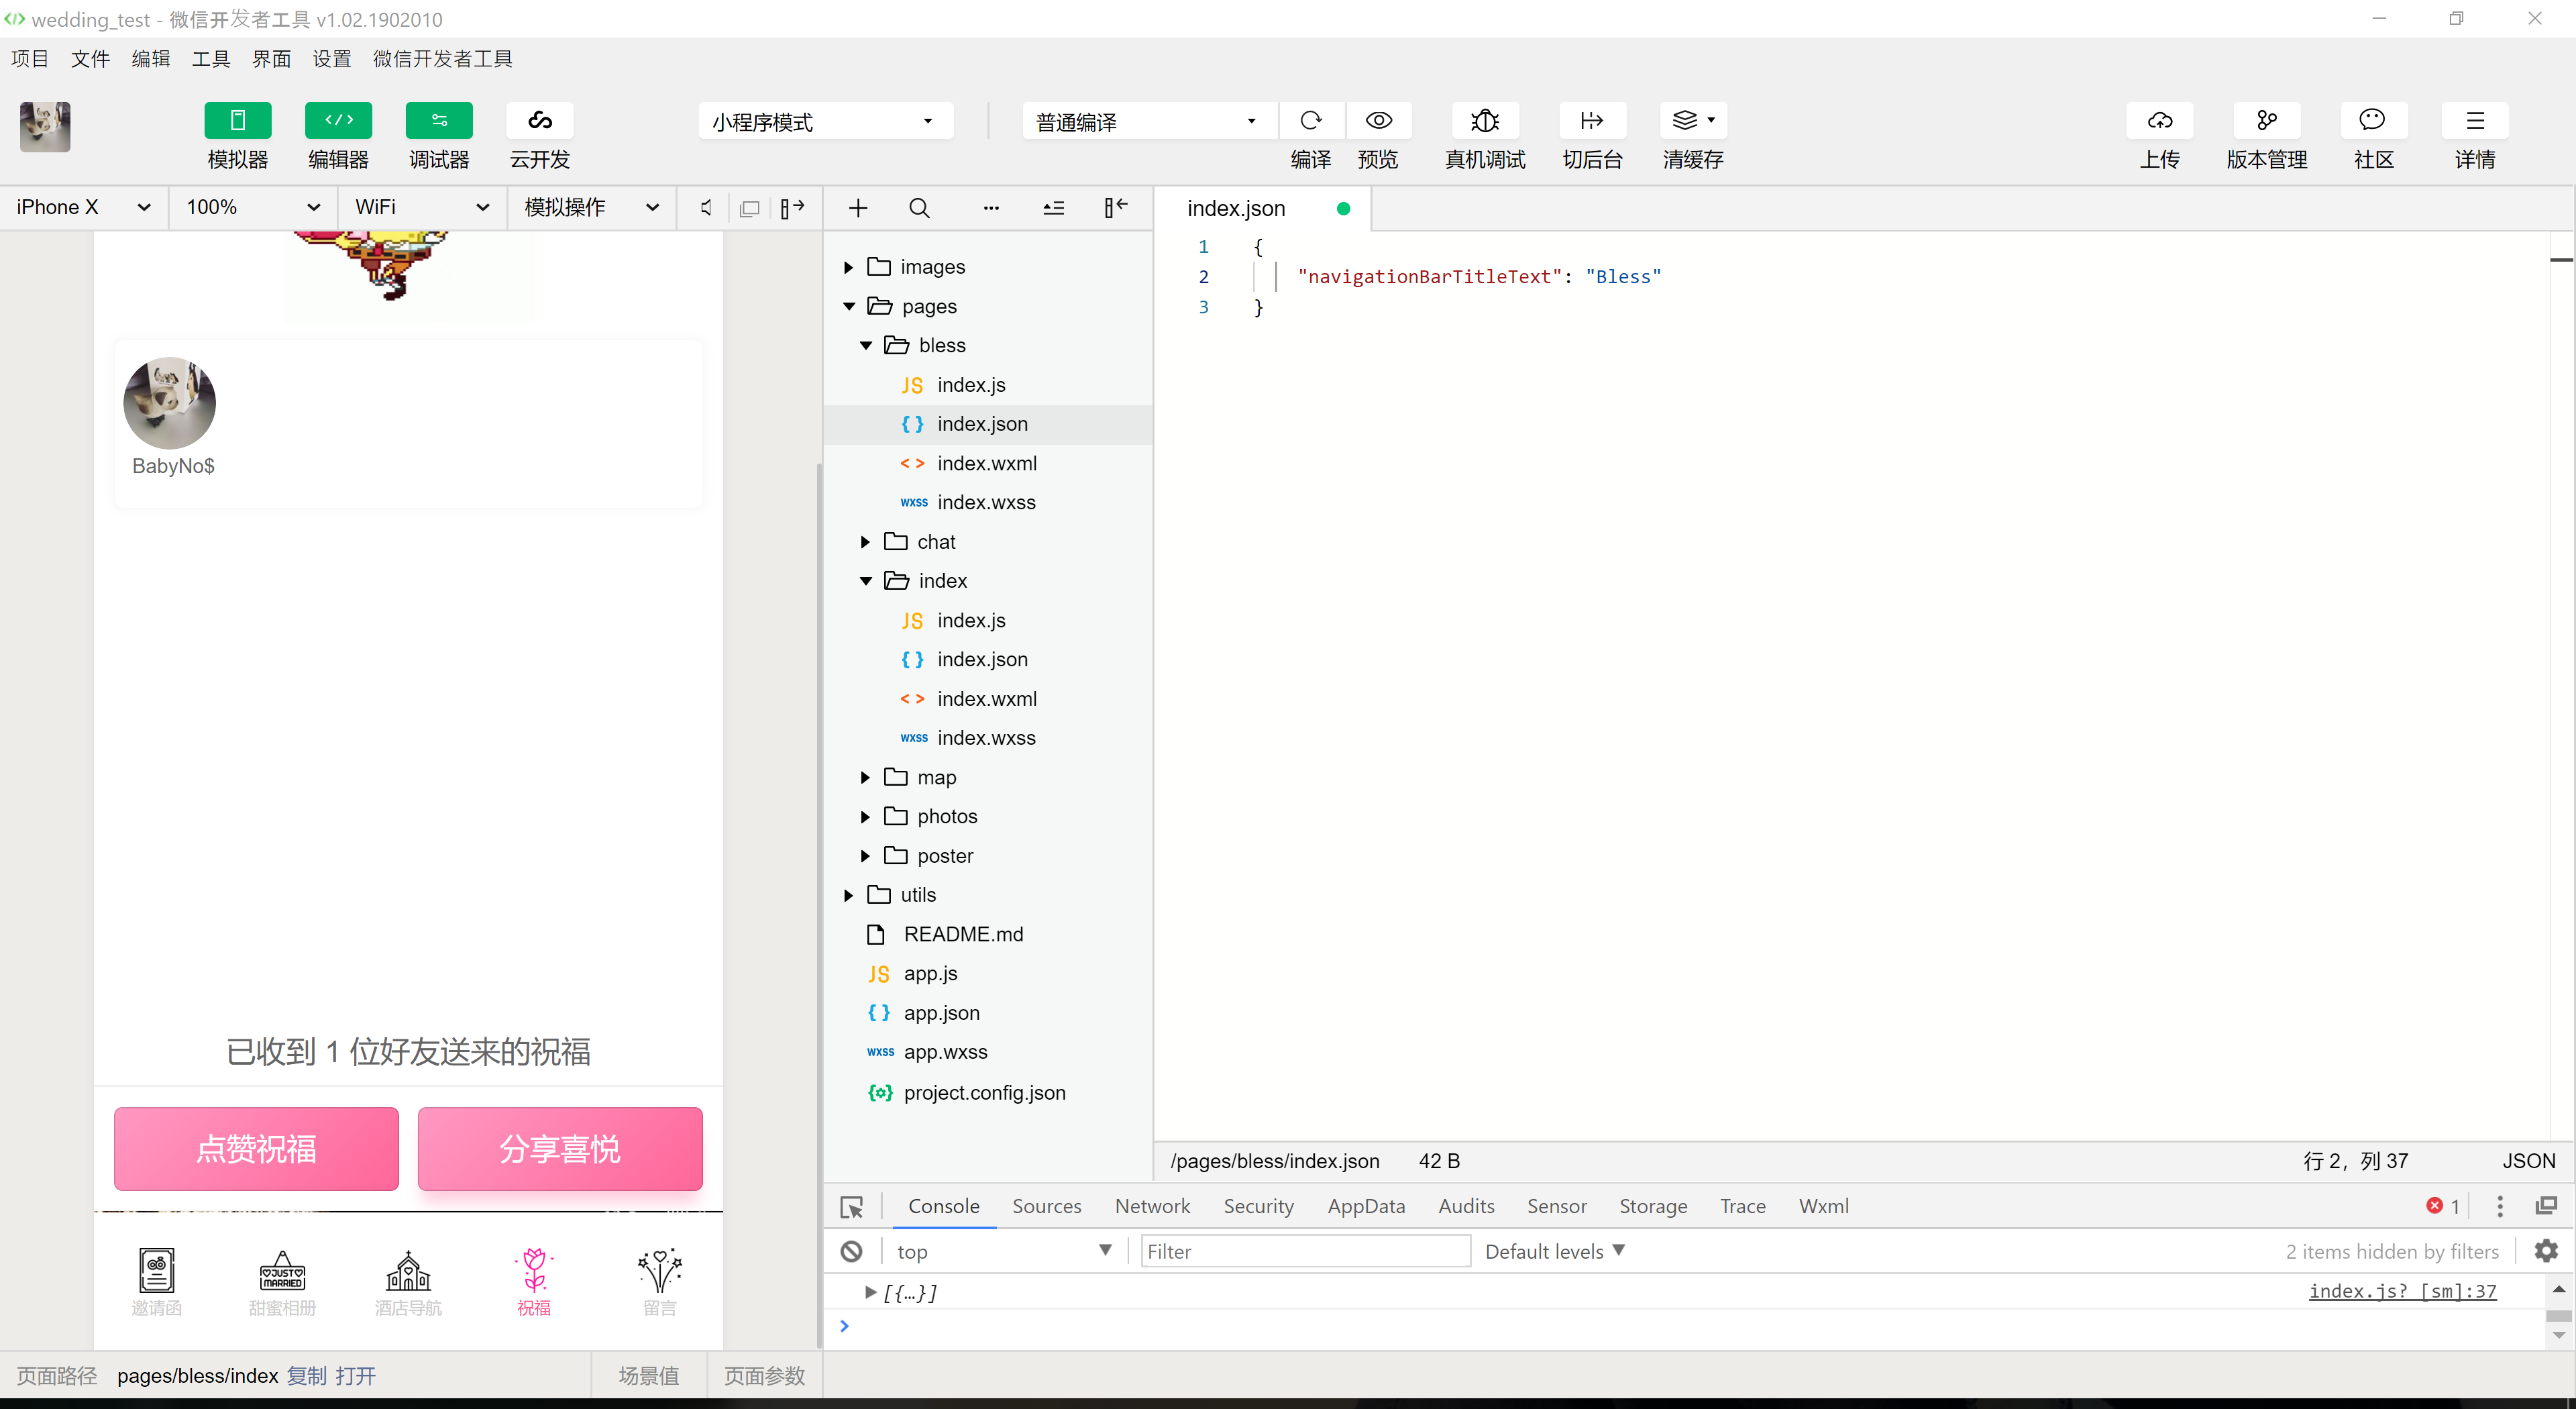 wedding_test - 微信开发者工具 v1.02.1902010
项目 文件 编辑 工具 界面 设置 微信开发者工具
模拟器 编辑器 调试器 云开发
小程序模式
普通编译
编译 预览 真机调试 切后台 清缓存
上传 版本管理 社区 详情
iPhone X 100% WiFi 模拟操作
index.json
BabyNo$
已收到 1 位好友送来的祝福
点赞祝福 分享喜悦
JUST
MARRIED
邀请函 甜蜜相册 酒店导航 祝福 留言
页面路径 pages/bless/index 复制 打开 场景值 页面参数
images
pages
bless
JS index.js
{ } index.json
< > index.wxml
wxss index.wxss
chat
index
JS index.js
{ } index.json
< > index.wxml
wxss index.wxss
map
photos
poster
utils
README.md
JS app.js
{ } app.json
wxss app.wxss
project.config.json
1 {
2 "navigationBarTitleText": "Bless"
3 }
/pages/bless/index.json 42 B 行 2，列 37 JSON
Console Sources Network Security AppData Audits Sensor Storage Trace Wxml 1
top Filter Default levels 2 items hidden by filters
[{…}] index.js? [sm]:37